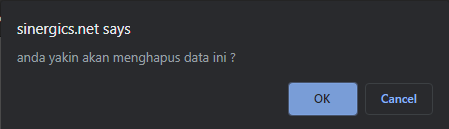 sinergics.net says
anda yakin akan menghapus data ini ?
OK Cancel